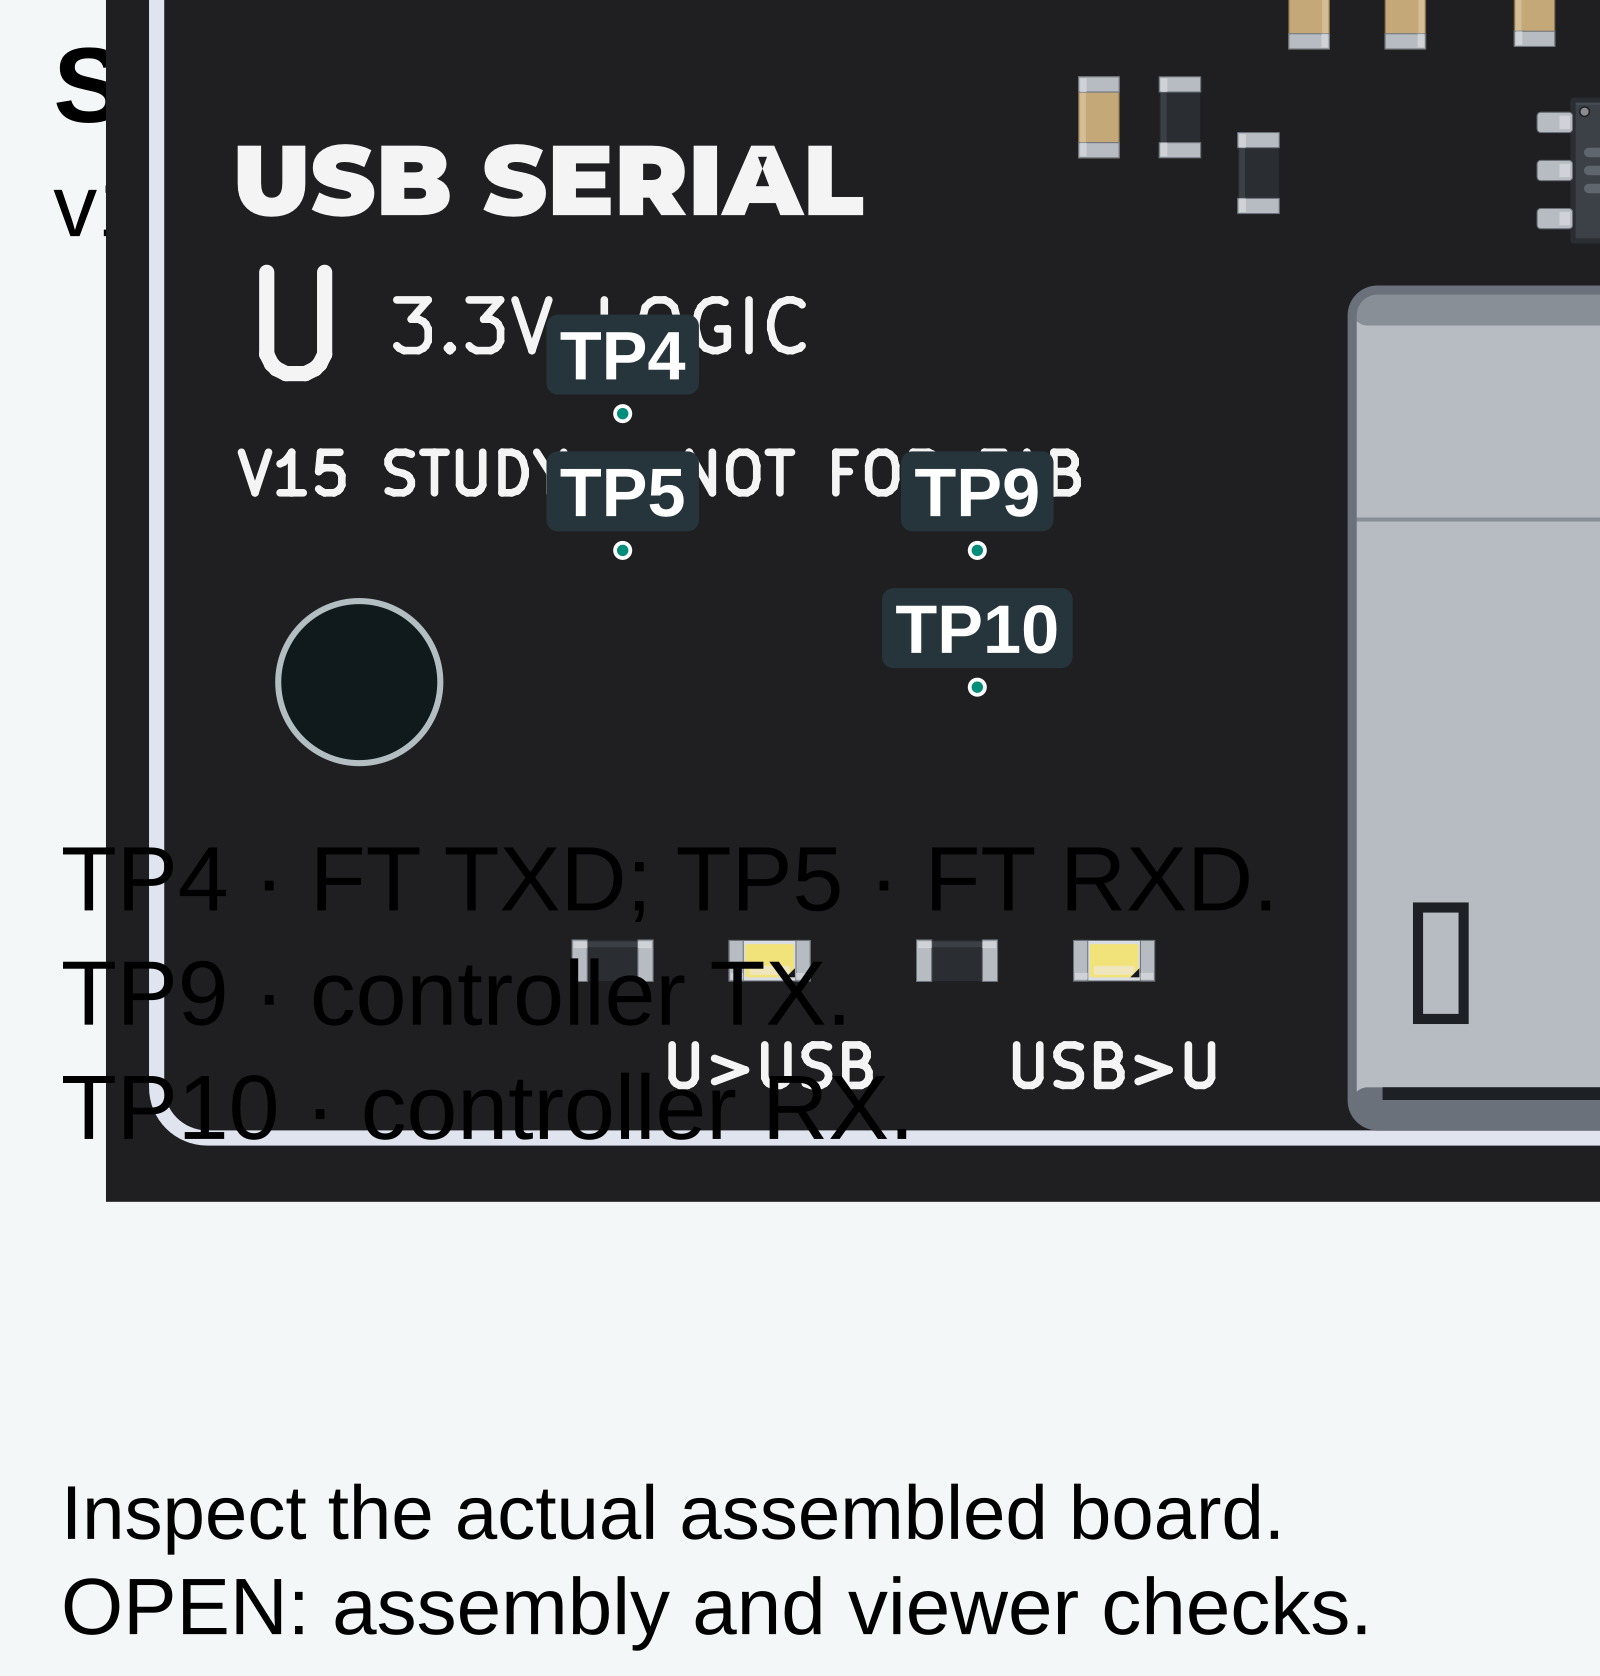 USB SERIAL
U 3.3V
TP4
V15 NOT
TP5 TP9
TP10
TP4 · FT TXD; TP5 · FT RXD.
TP9 · controller TX.
U>USB USB>U
TP10 · controller RX.
Inspect the actual assembled board.
OPEN: assembly and viewer checks.